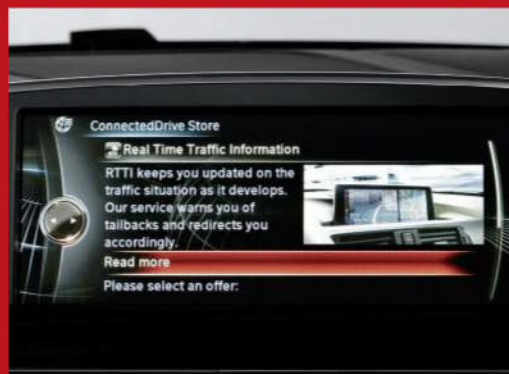 ConnectedDrive Store
Real Time Traffic Information
RTTI keeps you updated on the
traffic situation as it develops.
Our service warns you of
tailbacks and redirects you
accordingly.
Read more
Please select an offer: